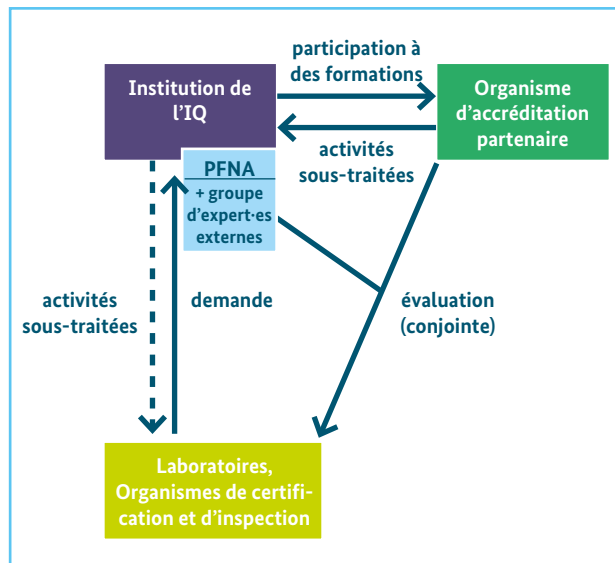 participation à
des formations
Institution de
l’IQ
Organisme
d’accréditation
partenaire
activités
sous-traitées
PFNA
+ groupe
d’expert·es
externes
activités
sous-traitées
demande
évaluation
(conjointe)
Laboratoires,
Organismes de certifi-
cation et d’inspection